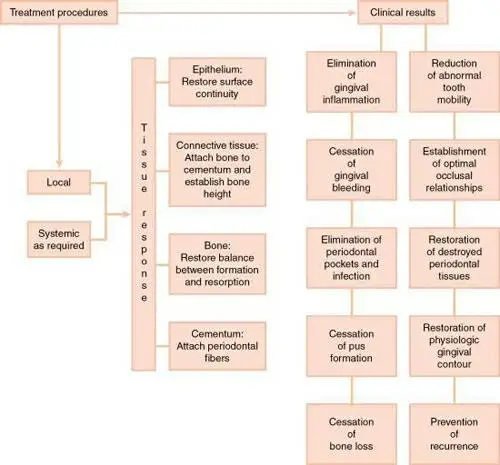 Treatment procedures
Clinical results
Local
Systemic
as required
Tissue response
Epithelium:
Restore surface
continuity
Connective tissue:
Attach bone to
cementum and
establish bone
height
Bone:
Restore balance
between formation
and resorption
Cementum:
Attach periodontal
fibers
Elimination
of
gingival
inflammation
Cessation
of
gingival
bleeding
Elimination of
periodontal
pockets and
infection
Cessation
of pus
formation
Cessation
of
bone loss
Reduction
of abnormal
tooth
mobility
Establishment
of optimal
occlusal
relationships
Restoration
of destroyed
periodontal
tissues
Restoration of
physiologic
gingival
contour
Prevention
of
recurrence